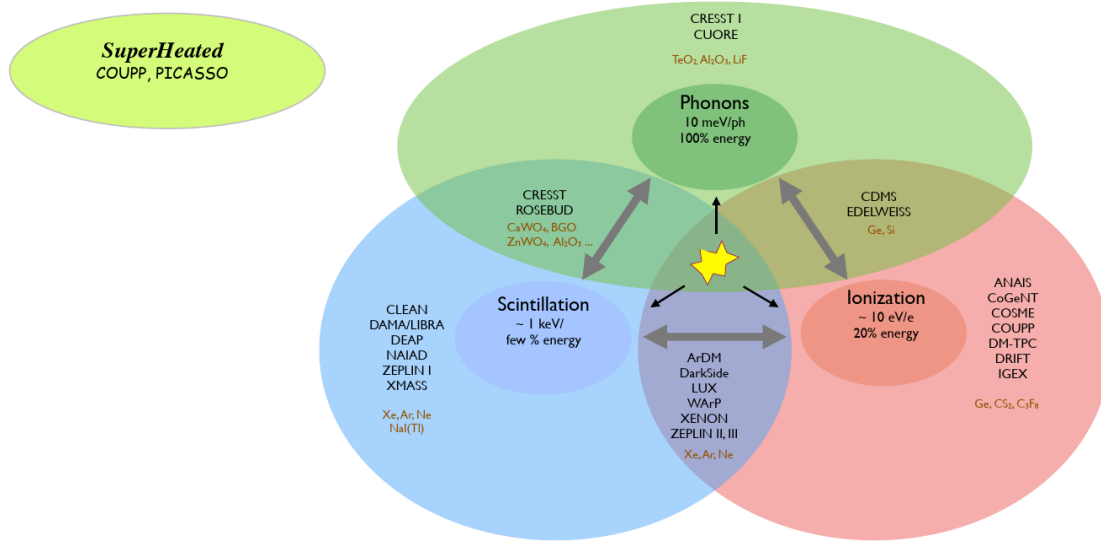 SuperHeated
COUPP, PICASSO
CRESST I
CUORE
TeO₂, Al₂O₃, LiF
Phonons
10 meV/ph
100% energy
CRESST
ROSEBUD
CaWO₄, BGO
ZnWO₄, Al₂O₃ ...
CDMS
EDELWEISS
Ge, Si
Scintillation
~ 1 keV/
few % energy
Ionization
~ 10 eV/e
20% energy
CLEAN
DAMA/LIBRA
DEAP
NAIAD
ZEPLIN I
XMASS
Xe, Ar, Ne
NaI(Tl)
ArDM
DarkSide
LUX
WArP
XENON
ZEPLIN II, III
Xe, Ar, Ne
ANAIS
CoGeNT
COSME
COUPP
DM-TPC
DRIFT
IGEX
Ge, CS₂, C₃F₈